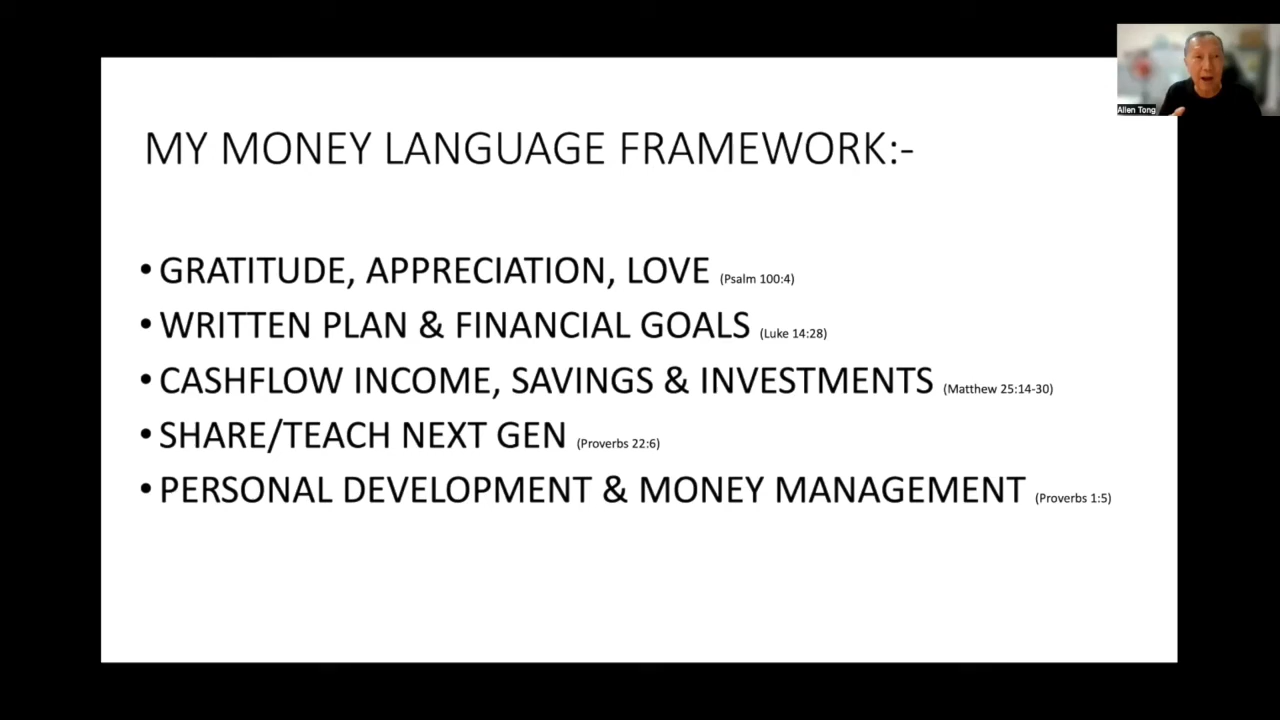 MY MONEY LANGUAGE FRAMEWORK:-
• GRATITUDE, APPRECIATION, LOVE (Psalm 100:4)
• WRITTEN PLAN & FINANCIAL GOALS (Luke 14:28)
• CASHFLOW INCOME, SAVINGS & INVESTMENTS (Matthew 25:14-30)
• SHARE/TEACH NEXT GEN (Proverbs 22:6)
• PERSONAL DEVELOPMENT & MONEY MANAGEMENT (Proverbs 1:5)
Allen Tong